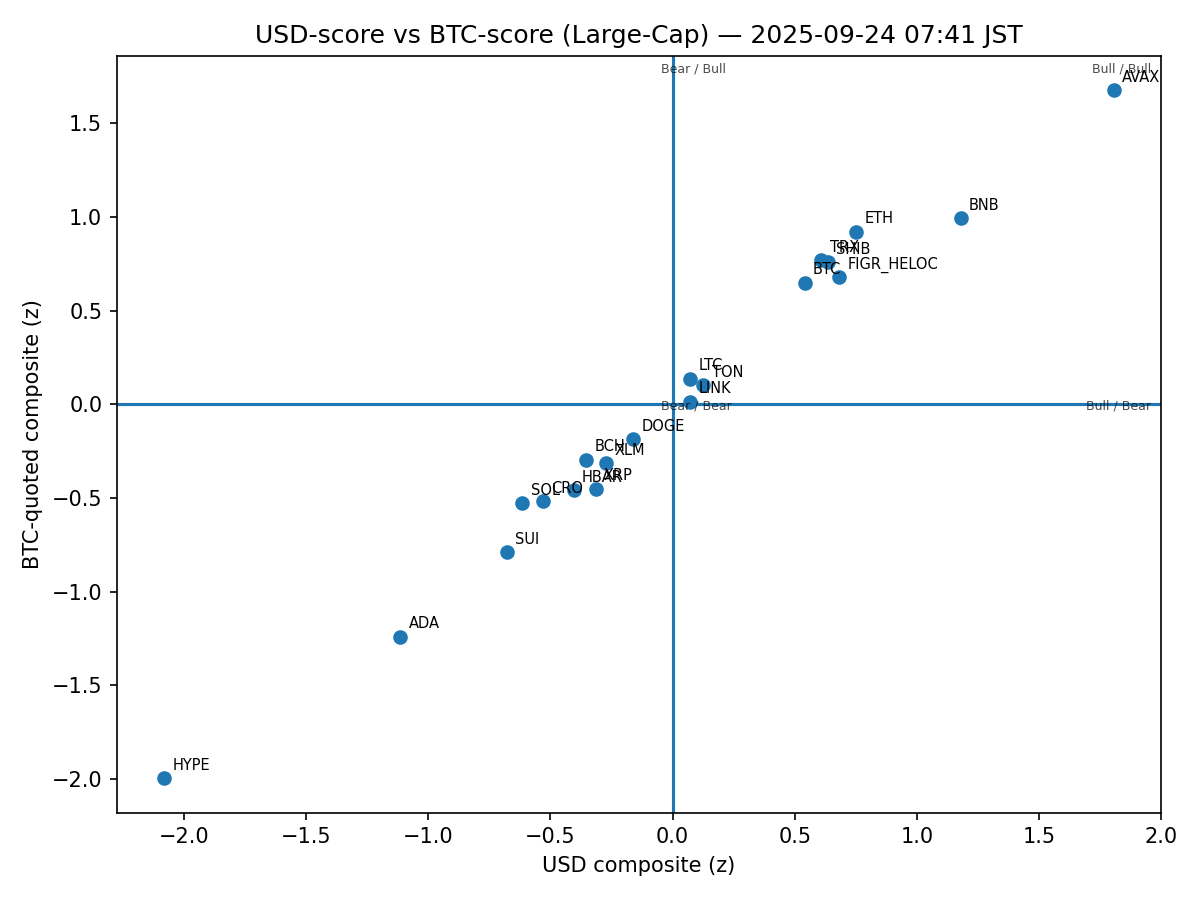 USD-score vs BTC-score (Large-Cap) — 2025-09-24 07:41 JST
Bear / Bull
Bull / Bull
AVAX
1.5
BNB
1.0
ETH
TRX
SHIB
FIGR_HELOC
BTC
0.5
LTC
TON
LINK
0.0
Bear / Bear
Bull / Bear
DOGE
BCH
XLM
HBAR
XRP
SOL
CRO
−0.5
SUI
−1.0
ADA
−1.5
HYPE
−2.0
BTC-quoted composite (z)
−2.0 −1.5 −1.0 −0.5 0.0 0.5 1.0 1.5 2.0
USD composite (z)